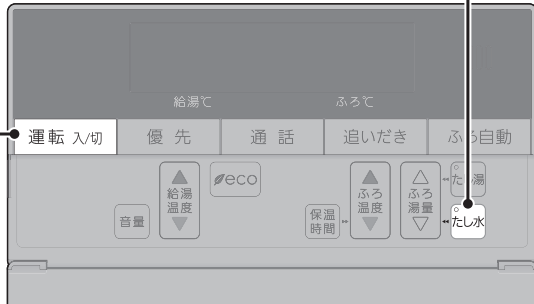 給湯℃ ふろ℃
運転 入/切 優先 通話 追いだき ふろ自動
給湯
温度
eco
音量
保温
時間
ふろ
温度
ふろ
湯量
たし湯
たし水